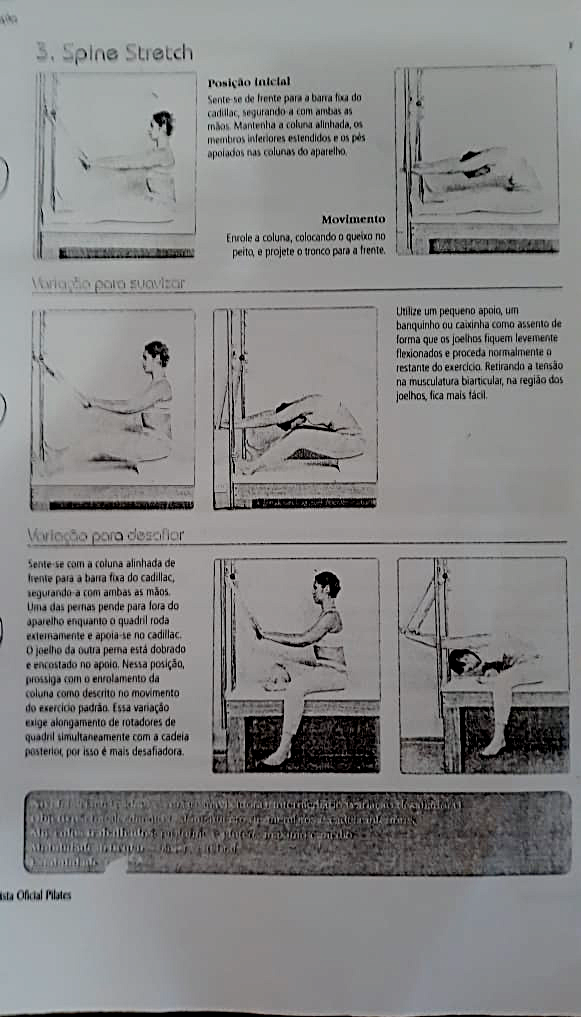 3. Spine Stretch
Posição inicial
Sente-se de frente para a barra fixa do
cadillac, segurando-a com ambas as
mãos. Mantenha a coluna alinhada, os
membros inferiores estendidos e os pés
apoiados nas colunas do aparelho.
Movimento
Enrole a coluna, colocando o queixo no
peito, e projete o tronco para a frente.
Variação para suavizar
Utilize um pequeno apoio, um
banquinho ou caixinha como assento de
forma que os joelhos fiquem levemente
flexionados e proceda normalmente o
restante do exercício. Retirando a tensão
na musculatura biarticular, na região dos
joelhos, fica mais fácil.
Variação para desafiar
Sente-se com a coluna alinhada de
frente para a barra fixa do cadillac,
segurando-a com ambas as mãos.
Uma das pernas pende para fora do
aparelho enquanto o quadril roda
externamente e apoia-se no cadillac.
O joelho da outra perna está dobrado
e encostado no apoio. Nessa posição,
prossiga com o enrolamento da
coluna como descrito no movimento
do exercício padrão. Essa variação
exige alongamento de rotadores de
quadril simultaneamente com a cadeia
posterior, por isso é mais desafiadora.
ista Oficial Pilates